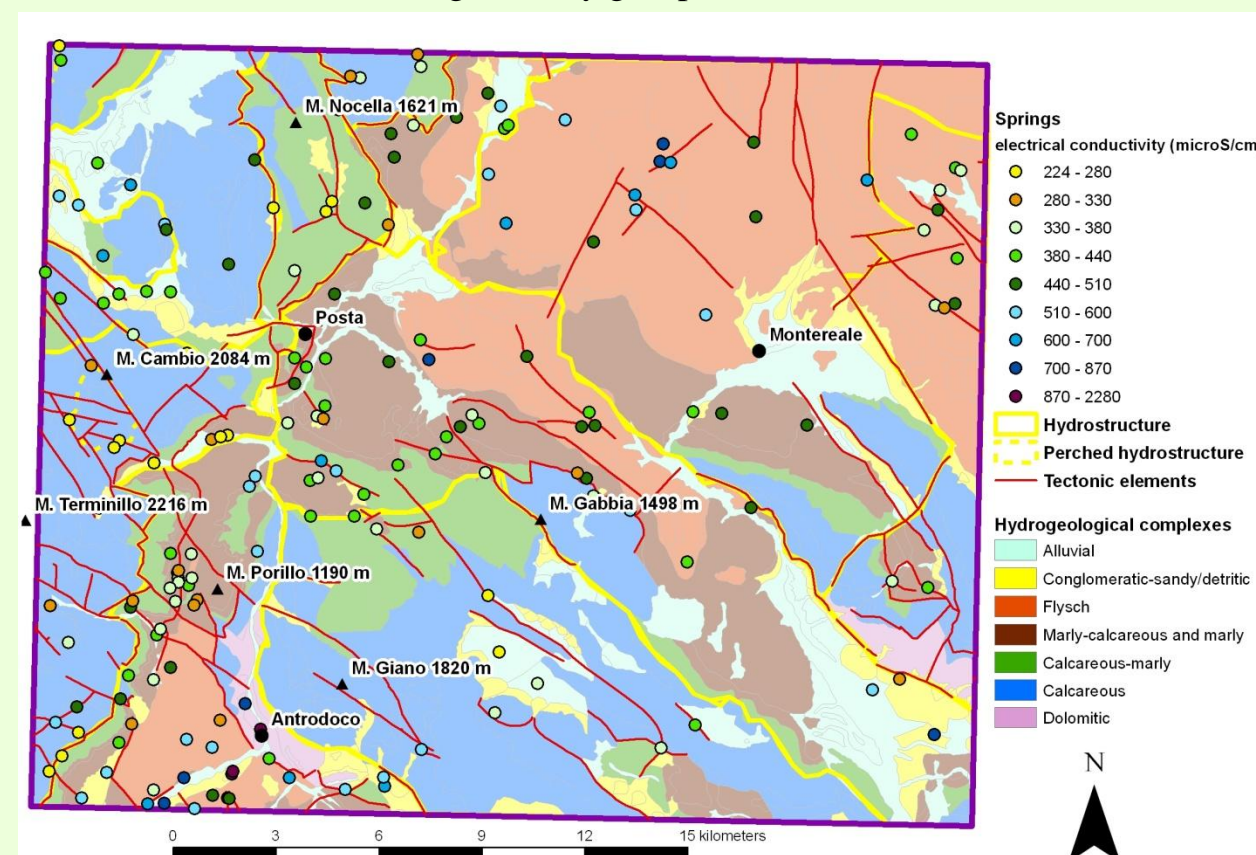 M. Nocella 1621 m
Posta
Montereale
M. Cambio 2084 m
M. Terminillo 2216 m
M. Gabbia 1498 m
M. Porillo 1190 m
M. Giano 1820 m
Antrodoco
0 3 6 9 12 15 kilometers
Springs
electrical conductivity (microS/cm
224 - 280
280 - 330
330 - 380
380 - 440
440 - 510
510 - 600
600 - 700
700 - 870
870 - 2280
Hydrostructure
Perched hydrostructure
Tectonic elements
Hydrogeological complexes
Alluvial
Conglomeratic-sandy/detritic
Flysch
Marly-calcareous and marly
Calcareous-marly
Calcareous
Dolomitic
N